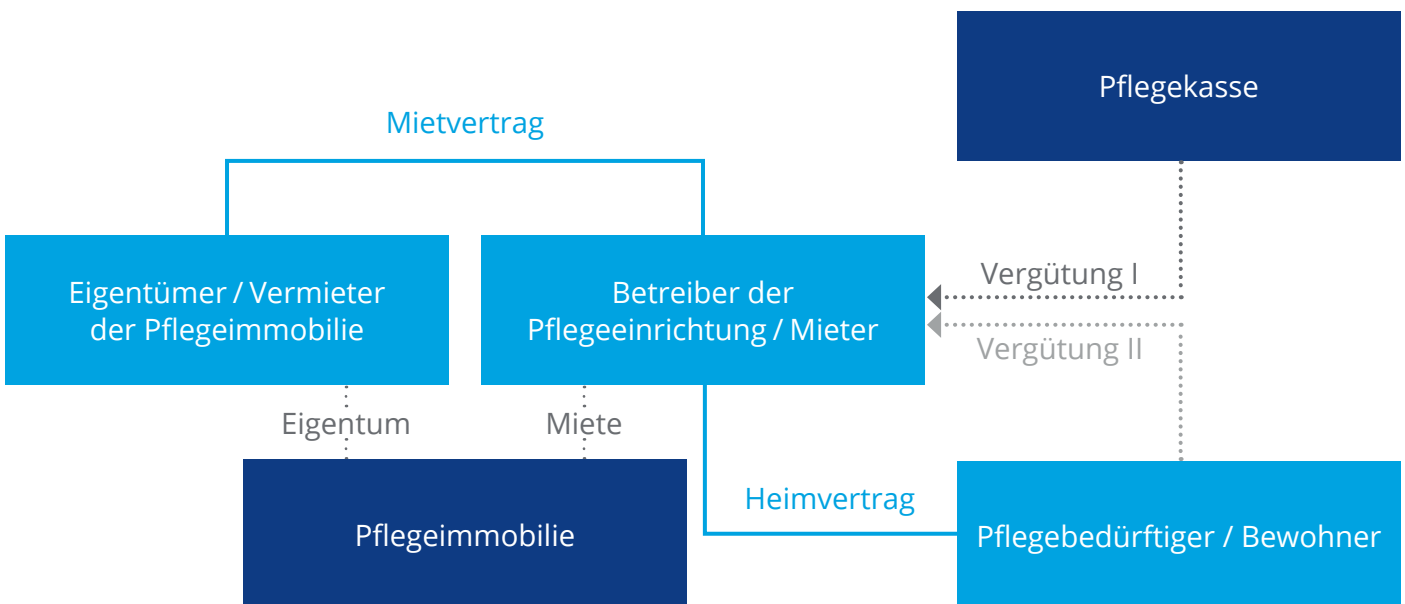 Pflegekasse
Mietvertrag
Eigentümer / Vermieter
der Pflegeimmobilie
Betreiber der
Pflegeeinrichtung / Mieter
Vergütung I
Vergütung II
Eigentum
Miete
Heimvertrag
Pflegeimmobilie
Pflegebedürftiger / Bewohner